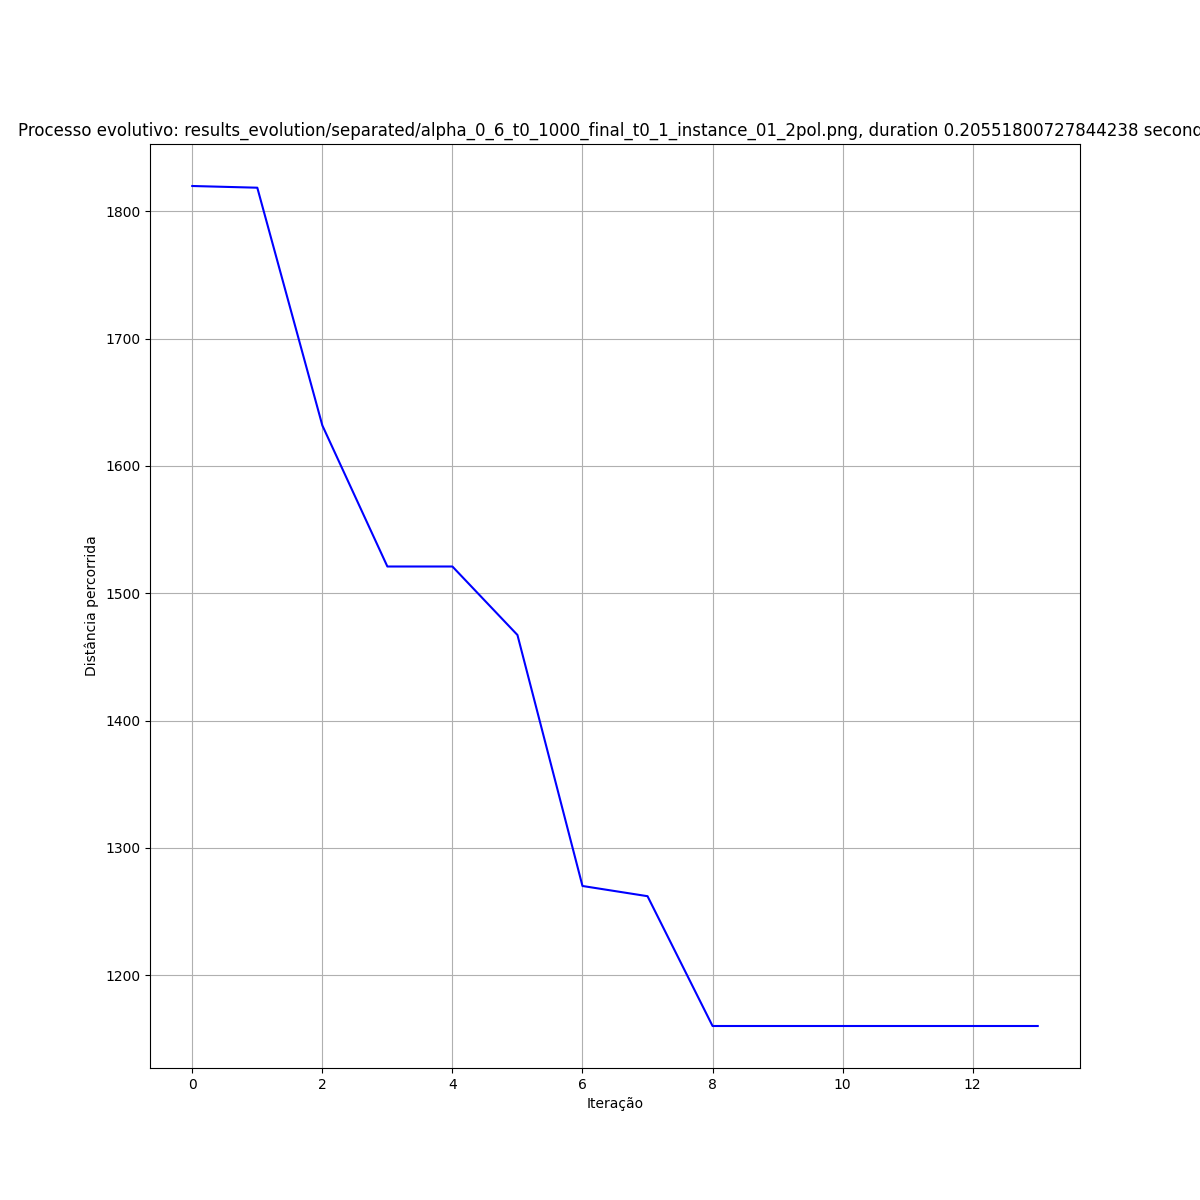 Processo evolutivo: results_evolution/separated/alpha_0_6_t0_1000_final_t0_1_instance_01_2pol.png, duration 0.20551800727844238 second
1800
1700
1600
1500
1400
1300
1200
Distância percorrida
0 2 4 6 8 10 12
Iteração